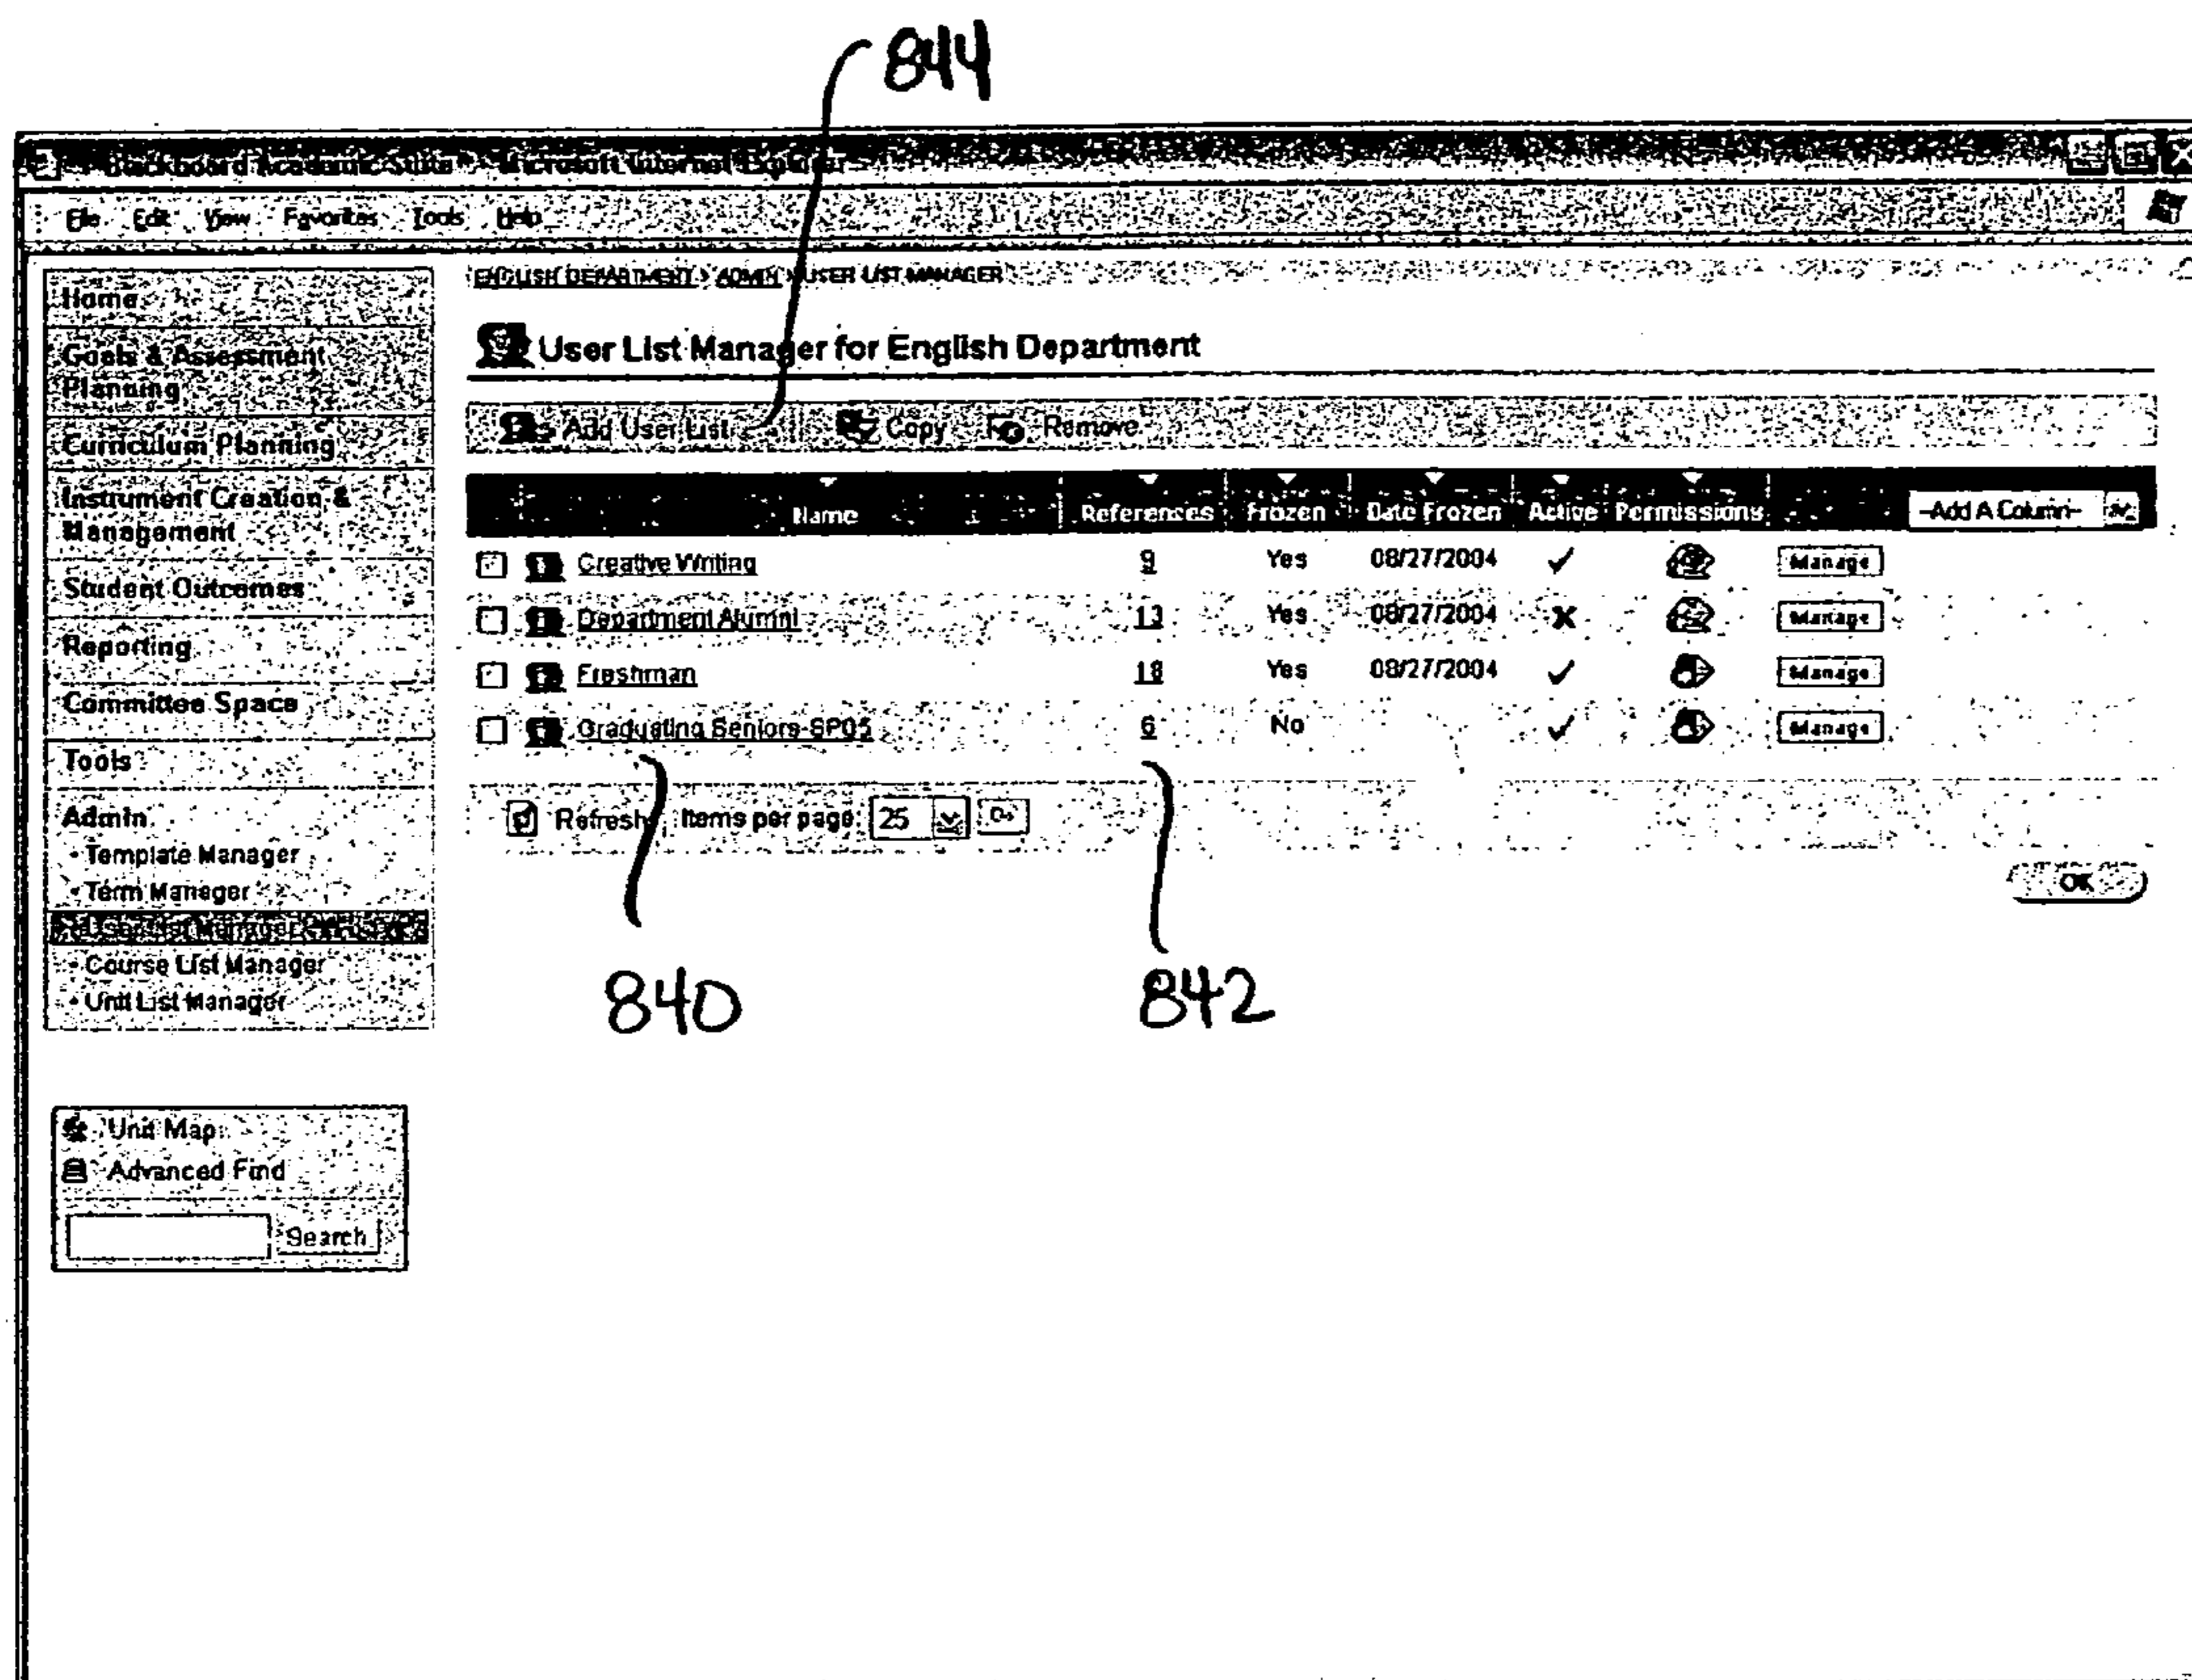 844
Blackboard Academic Suite - Microsoft Internet Explorer
File Edit View Favorites Tools Help
ENGLISH DEPARTMENT > ADMIN > USER LIST MANAGER
Home
Goals & Assessment
Planning
Curriculum Planning
Instrument Creation &
Management
Student Outcomes
Reporting
Committee Space
Tools
Admin
- Template Manager
- Term Manager
- User List Manager
- Course List Manager
- Unit List Manager
User List Manager for English Department
Add User List Copy Remove
Name References Frozen Date Frozen Active Permissions -Add A Column-
Creative Writing 9 Yes 08/27/2004 Manage
Department Alumni 13 Yes 08/27/2004 Manage
Freshman 18 Yes 08/27/2004 Manage
Graduating Seniors-SP05 6 No Manage
Refresh Items per page: 25
OK
840
842
Unit Map
Advanced Find
Search